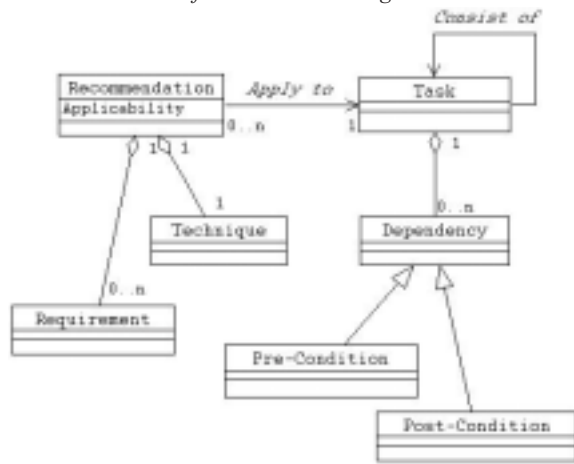 Consist of
Recommendation
Applicability
Apply to
Task
0..n
1
1
1
1
1
Technique
0..n
Dependency
0..n
Requirement
Pre-Condition
Post-Condition